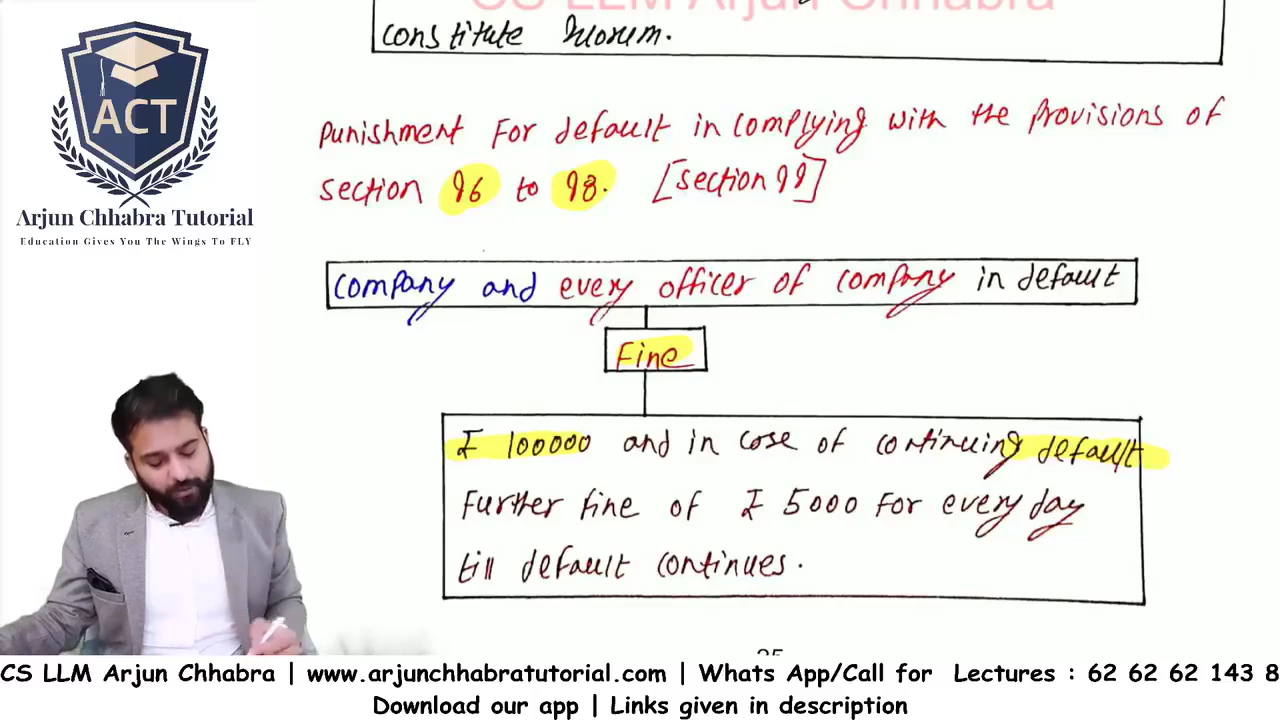 CS LLM Arjun Chhabra
constitute Quorum.
ACT
Arjun Chhabra Tutorial
Education Gives You The Wings To FLY
Punishment For default in complying with the provisions of
section 96 to 98. [section 99]
Company and every officer of company in default
Fine
₹ 100000 and in case of continuing default
Further fine of ₹ 5000 for every day
till default continues.
CS LLM Arjun Chhabra | www.arjunchhabratutorial.com | Whats App/Call for Lectures : 62 62 62 143 8
Download our app | Links given in description